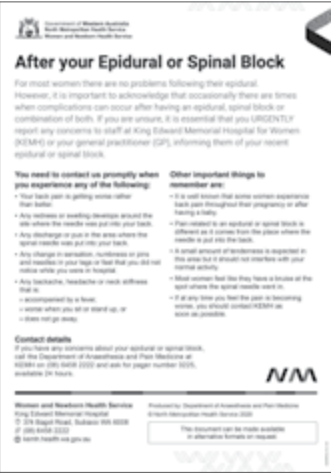 Government of Western Australia
North Metropolitan Health Service
Women and Newborn Health Service
After your Epidural or Spinal Block
For most women there are no problems following their epidural.
However, it is important to acknowledge that occasionally there are times
when complications can occur after having an epidural, spinal block or
combination of both. If you are unsure, it is essential that you URGENTLY
report any concerns to staff at King Edward Memorial Hospital for Women
(KEMH) or your general practitioner (GP), informing them of your recent
epidural or spinal block.
You need to contact us promptly when
you experience any of the following:
• Your back pain is getting worse rather
than better.
• Any redness or swelling develops around the
site where the needle was put into your back.
• Any discharge or pus in the area where the
spinal needle was put into your back.
• Any change in sensation, numbness or pins
and needles in your legs or feet that you did not
notice while you were in hospital.
• Any backache, headache or neck stiffness
that is:
– accompanied by a fever,
– worse when you sit or stand up, or
– does not go away.
Other important things to
remember are:
• It is well known that some women experience
back pain throughout their pregnancy or after
having a baby.
• Pain related to an epidural or spinal block is
different as it comes from the place where the
needle is put into the back.
• A small amount of tenderness is expected in
this area but it should not interfere with your
normal activity.
• Most women feel like they have a bruise at the
spot where the spinal needle went in.
• If at any time you feel the pain is becoming
worse, you should contact KEMH as
soon as possible.
Contact details
If you have any concerns about your epidural or spinal block,
call the Department of Anaesthesia and Pain Medicine at
KEMH on (08) 6458 2222 and ask for pager number 3225,
available 24 hours.
Women and Newborn Health Service
King Edward Memorial Hospital
374 Bagot Road, Subiaco WA 6008
(08) 6458 2222
kemh.health.wa.gov.au
Produced by: Department of Anaesthesia and Pain Medicine
© North Metropolitan Health Service 2020
This document can be made available
in alternative formats on request.